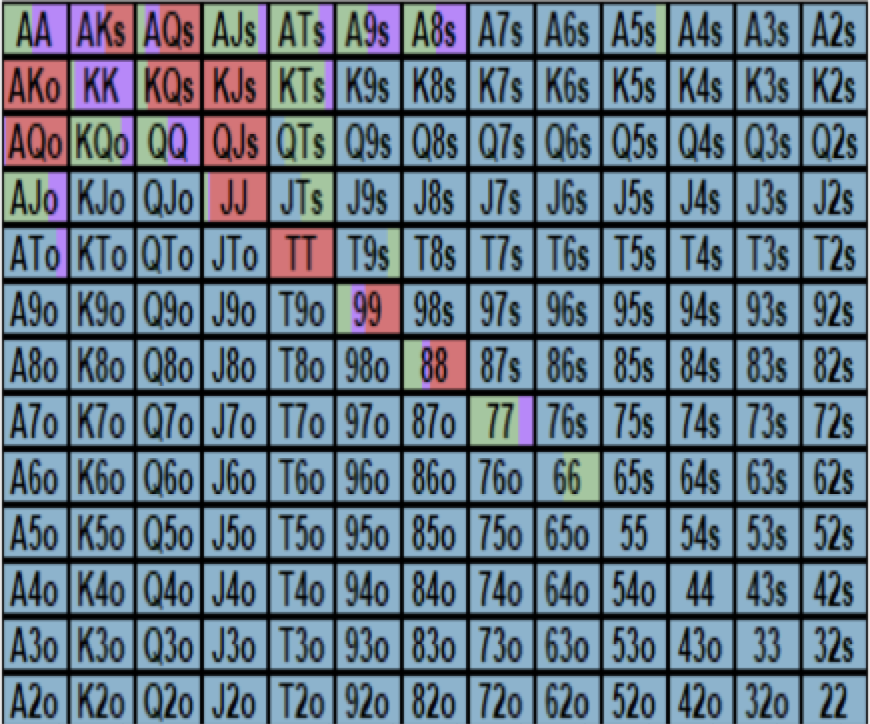 AA AKs AQs AJs ATs A9s A8s A7s A6s A5s A4s A3s A2s
AKo KK KQs KJs KTs K9s K8s K7s K6s K5s K4s K3s K2s
AQo KQo QQ QJs QTs Q9s Q8s Q7s Q6s Q5s Q4s Q3s Q2s
AJo KJo QJo JJ JTs J9s J8s J7s J6s J5s J4s J3s J2s
ATo KTo QTo JTo TT T9s T8s T7s T6s T5s T4s T3s T2s
A9o K9o Q9o J9o T9o 99 98s 97s 96s 95s 94s 93s 92s
A8o K8o Q8o J8o T8o 98o 88 87s 86s 85s 84s 83s 82s
A7o K7o Q7o J7o T7o 97o 87o 77 76s 75s 74s 73s 72s
A6o K6o Q6o J6o T6o 96o 86o 76o 66 65s 64s 63s 62s
A5o K5o Q5o J5o T5o 95o 85o 75o 65o 55 54s 53s 52s
A4o K4o Q4o J4o T4o 94o 84o 74o 64o 54o 44 43s 42s
A3o K3o Q3o J3o T3o 93o 83o 73o 63o 53o 43o 33 32s
A2o K2o Q2o J2o T2o 92o 82o 72o 62o 52o 42o 32o 22